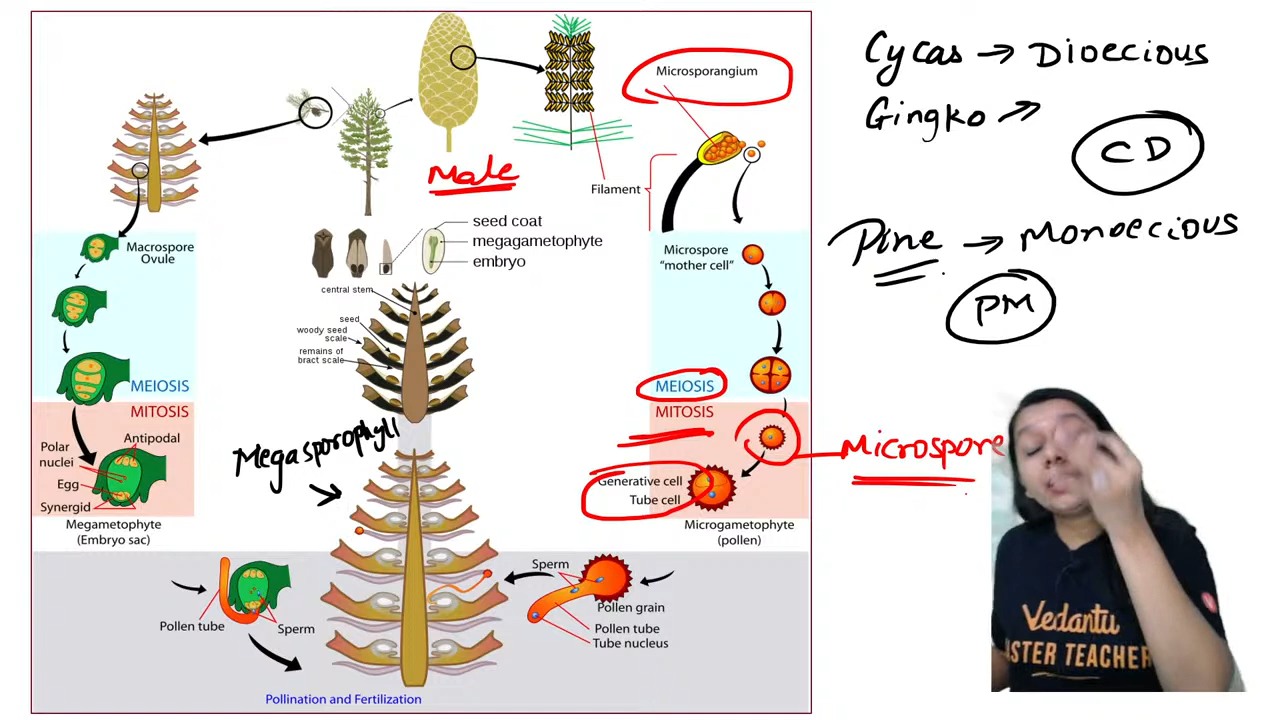 Cycas → Dioecious
Gingko →
CD
Pine → Monoecious
PM
Microsporangium
Male
Filament
seed coat
megagametophyte
embryo
central stem
seed
woody seed
scale
remains of
bract scale
Macrospore
Ovule
MEIOSIS
MITOSIS
Polar
nuclei
Antipodal
Egg
Synergid
Megametophyte
(Embryo sac)
Megasporophyll
Microspore
"mother cell"
MEIOSIS
MITOSIS
Microspore
Generative cell
Tube cell
Microgametophyte
(pollen)
Pollen tube
Sperm
Sperm
Pollen grain
Pollen tube
Tube nucleus
Pollination and Fertilization
Vedantu
ASTER TEACHER